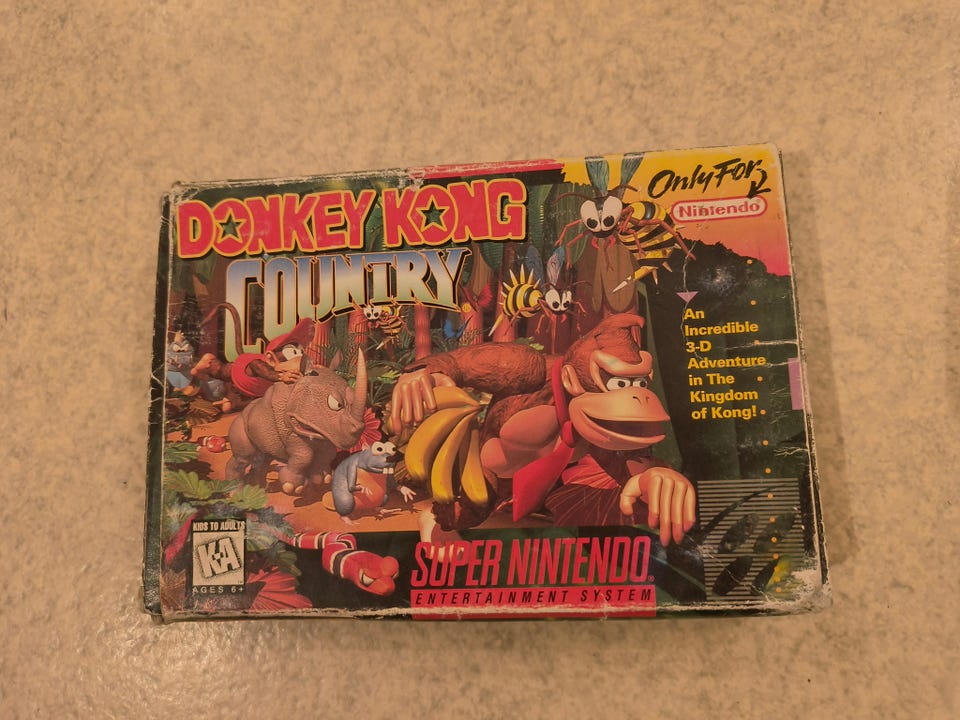 DONKEY KONG
COUNTRY®
Only For
Nintendo®
An
Incredible
3-D
Adventure
in The
Kingdom
of Kong!
KIDS TO ADULTS
K-A
AGES 6+
SUPER NINTENDO®
ENTERTAINMENT SYSTEM